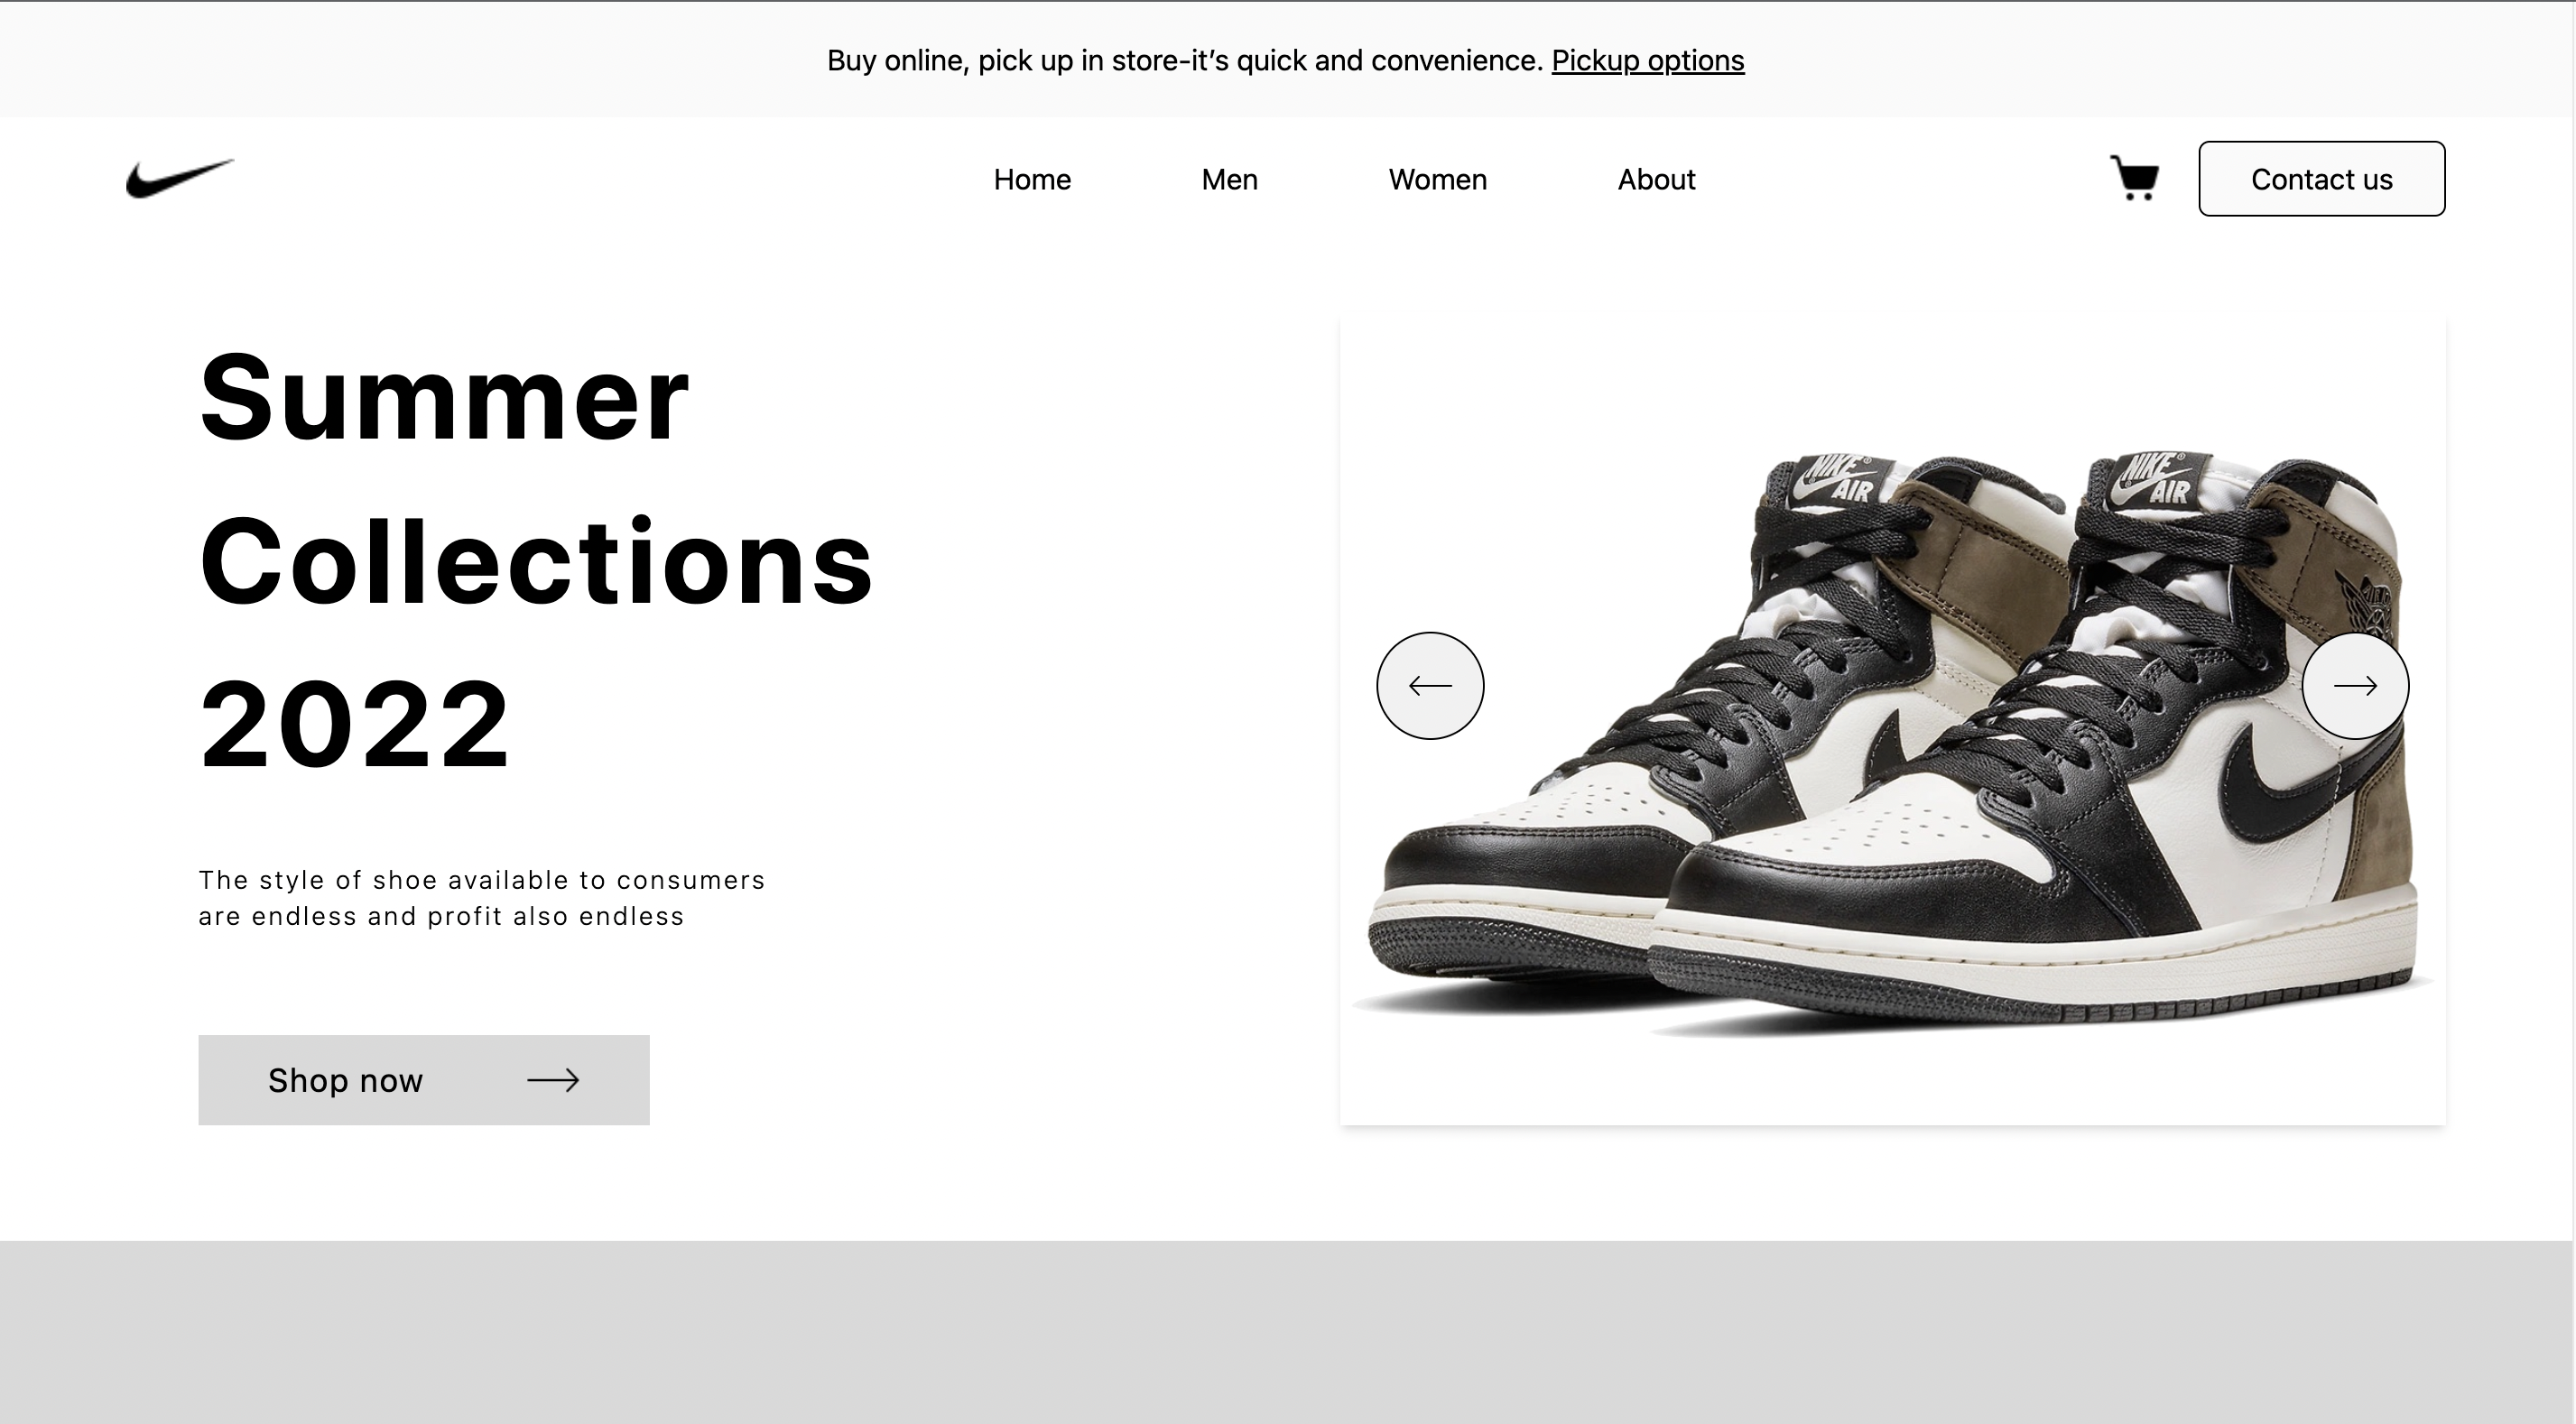 Buy online, pick up in store-it’s quick and convenience. Pickup options
Home Men Women About Contact us
Summer
Collections
2022
NIKE
AIR
NIKE
AIR
The style of shoe available to consumers
are endless and profit also endless
Shop now